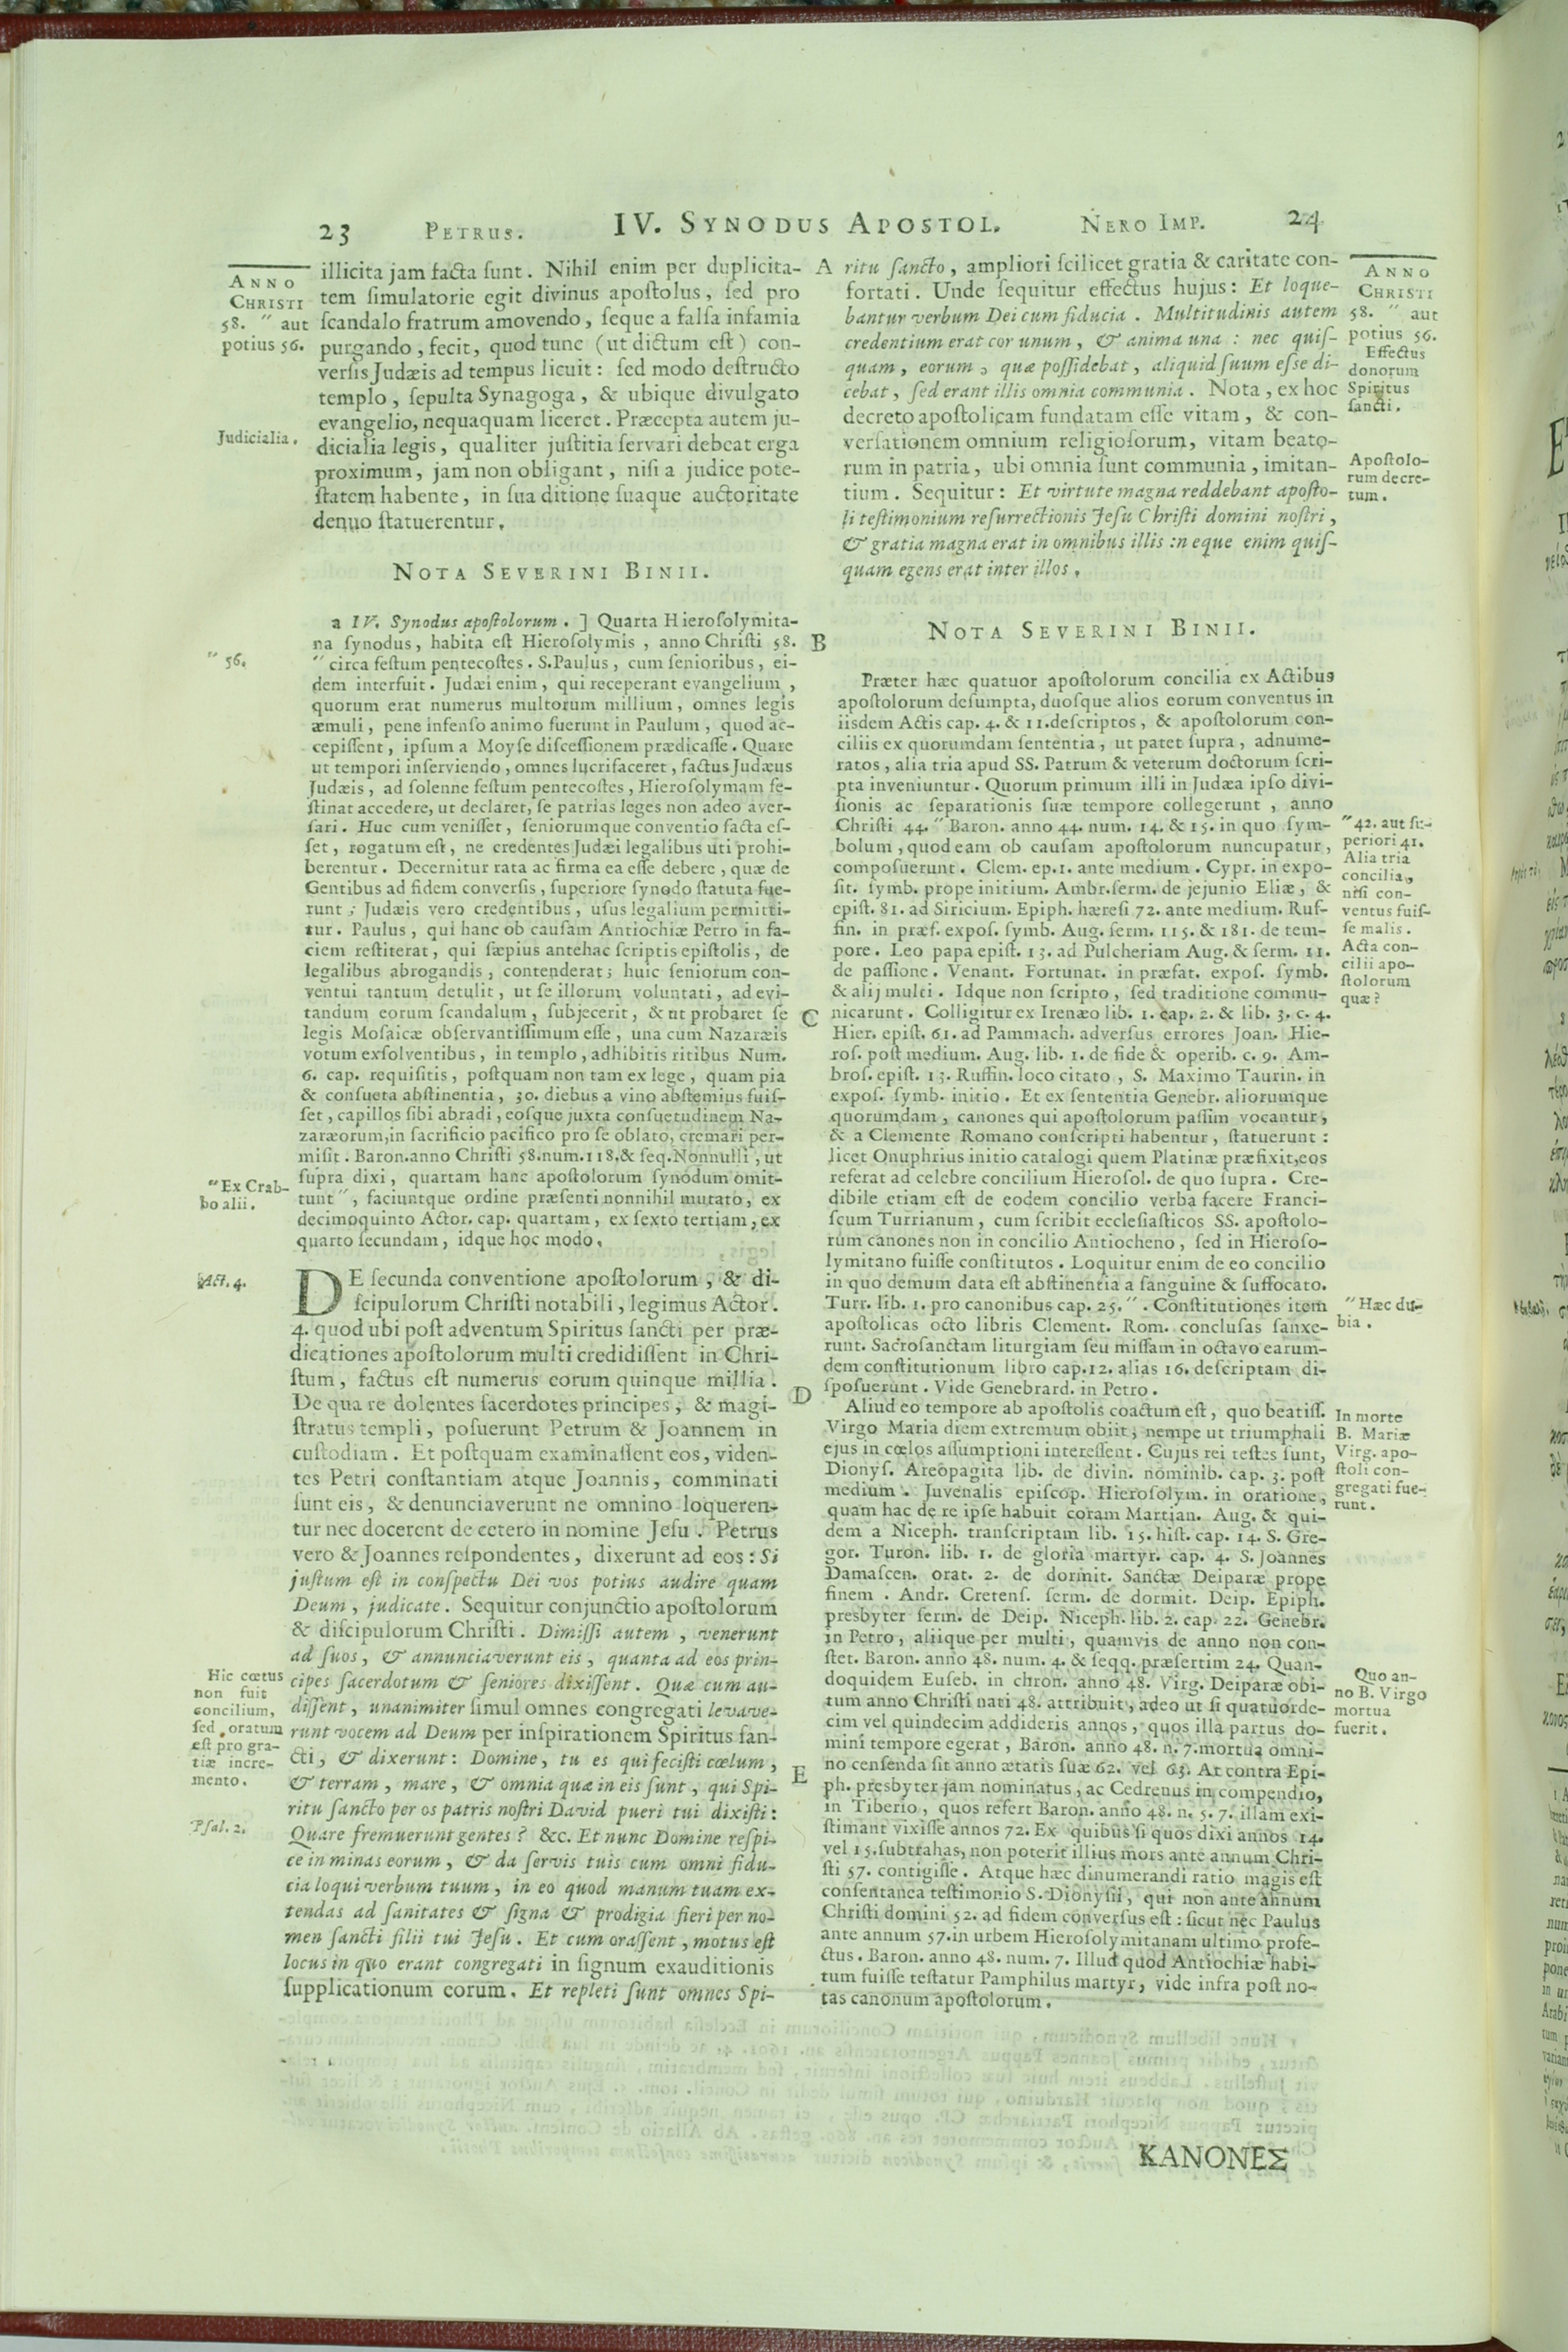 23 PETRUS. IV. SYNODUS APOSTOL. NERO IMP. 24
ANNO
CHRISTI
58. " aut
potius 56.
Judicialia.
" 56.
" Ex Crab-
bo alii.
Act. 4.
Hic cœtus
non fuit
concilium,
sed oratum
est pro gra-
tiæ incre-
mento.
Psal. 2.
illicita jam facta sunt. Nihil enim per duplicita-
tem simulatorie egit divinus apostolus, sed pro
scandalo fratrum amovendo, seque a falsa infamia
purgando, fecit, quod tunc (ut dictum est) con-
versis Judæis ad tempus licuit: sed modo destructo
templo, sepulta Synagoga, & ubique divulgato
evangelio, nequaquam liceret. Præcepta autem ju-
dicialia legis, qualiter justitia servari debeat erga
proximum, jam non obligant, nisi a judice pote-
statem habente, in sua ditione suaque auctoritate
denuo statuerentur.
NOTA SEVERINI BINII.
a IV. Synodus apostolorum. ] Quarta Hierosolymita-
na synodus, habita est Hierosolymis, anno Christi 58.
" circa festum pentecostes. S. Paulus, cum senioribus, ei-
dem interfuit. Judæi enim, qui receperant evangelium,
quorum erat numerus multorum millium, omnes legis
æmuli, pene infenso animo fuerunt in Paulum, quod ac-
cepissent, ipsum a Moyse discessionem prædicasse. Quare
ut tempori inserviendo, omnes lucrifaceret, factus Judæus
Judæis, ad solenne festum pentecostes, Hierosolymam fe-
stinat accedere, ut declaret, se patrias leges non adeo aver-
sari. Huc cum venisset, seniorumque conventio facta es-
set, rogatum est, ne credentes Judæi legalibus uti prohi-
berentur. Decernitur rata ac firma ea esse debere, quæ de
Gentibus ad fidem conversis, superiore synodo statuta fue-
runt; Judæis vero credentibus, usus legalium permitti-
tur. Paulus, qui hanc ob causam Antiochiæ Petro in fa-
ciem restiterat, qui sæpius antehac scriptis epistolis, de
legalibus abrogandis, contenderat; huic seniorum con-
ventui tantum detulit, ut se illorum voluntati, ad evi-
tandum eorum scandalum, subjecerit, & ut probaret se
legis Mosaicæ observantissimum esse, una cum Nazaræis
votum exsolventibus, in templo, adhibitis ritibus Num.
6. cap. requisitis, postquam non tam ex lege, quam pia
& consueta abstinentia, 30. diebus a vino abstemius fuis-
set, capillos sibi abradi, eosque juxta consuetudinem Na-
zaræorum, in sacrificio pacifico pro se oblato, cremari per-
misit. Baron. anno Christi 58. num. 118. & seq. Nonnulli, ut
supra dixi, quartam hanc apostolorum synodum omit-
tunt ", faciuntque ordine præsenti nonnihil mutato, ex
decimoquinto Actor. cap. quartam, ex sexto tertiam, ex
quarto secundam, idque hoc modo.
DE secunda conventione apostolorum, & di-
scipulorum Christi notabili, legimus Actor.
4. quod ubi post adventum Spiritus sancti per præ-
dicationes apostolorum multi credidissent in Chri-
stum, factus est numerus eorum quinque millia.
De qua re dolentes sacerdotes principes, & magi-
stratus templi, posuerunt Petrum & Joannem in
custodiam. Et postquam examinassent eos, viden-
tes Petri constantiam atque Joannis, comminati
sunt eis, & denunciaverunt ne omnino loqueren-
tur nec docerent de cetero in nomine Jesu. Petrus
vero & Joannes respondentes, dixerunt ad eos: Si
justum est in conspectu Dei vos potius audire quam
Deum, judicate. Sequitur conjunctio apostolorum
& discipulorum Christi. Dimissi autem, venerunt
ad suos, & annunciaverunt eis, quanta ad eos prin-
cipes sacerdotum & seniores dixissent. Quæ cum au-
dissent, unanimiter simul omnes congregati levave-
runt vocem ad Deum per inspirationem Spiritus san-
cti, & dixerunt: Domine, tu es qui fecisti cœlum,
& terram, mare, & omnia quæ in eis sunt, qui Spi-
ritu sancto per os patris nostri David pueri tui dixisti:
Quare fremuerunt gentes? &c. Et nunc Domine respi-
ce in minas eorum, & da servis tuis cum omni fidu-
cia loqui verbum tuum, in eo quod manum tuam ex-
tendas ad sanitates & signa & prodigia fieri per no-
men sancti filii tui Jesu. Et cum orassent, motus est
locus in quo erant congregati in signum exauditionis
supplicationum eorum. Et repleti sunt omnes Spi-
A
B
C
D
E
ritu sancto, ampliori scilicet gratia & caritate con-
fortati. Unde sequitur effectus hujus: Et loque-
bantur verbum Dei cum fiducia. Multitudinis autem
credentium erat cor unum, & anima una: nec quis-
quam, eorum, quæ possidebat, aliquid suum esse di-
cebat, sed erant illis omnia communia. Nota, ex hoc
decreto apostolicam fundatam esse vitam, & con-
versationem omnium religiosorum, vitam beato-
rum in patria, ubi omnia sunt communia, imitan-
tium. Sequitur: Et virtute magna reddebant aposto-
li testimonium resurrectionis Jesu Christi domini nostri,
& gratia magna erat in omnibus illis: neque enim quis-
quam egens erat inter illos.
NOTA SEVERINI BINII.
Præter hæc quatuor apostolorum concilia ex Actibus
apostolorum desumpta, duosque alios eorum conventus in
iisdem Actis cap. 4. & 11. descriptos, & apostolorum con-
ciliis ex quorumdam sententia, ut patet supra, adnume-
ratos, alia tria apud SS. Patrum & veterum doctorum scri-
pta inveniuntur. Quorum primum illi in Judæa ipso divi-
sionis ac separationis suæ tempore collegerunt, anno
Christi 44. " Baron. anno 44. num. 14. & 15. in quo sym-
bolum, quod eam ob causam apostolorum nuncupatur,
composuerunt. Clem. ep. 1. ante medium. Cypr. in expo-
sit. symb. prope initium. Ambr. serm. de jejunio Eliæ, &
epist. 81. ad Siricium. Epiph. hæresi 72. ante medium. Ruf-
fin. in præf. expos. symb. Aug. serm. 115. & 181. de tem-
pore. Leo papa epist. 13. ad Pulcheriam Aug. & serm. 11.
de passione. Venant. Fortunat. in præfat. expos. symb.
& alij multi. Idque non scripto, sed traditione commu-
nicarunt. Colligitur ex Irenæo lib. 1. cap. 2. & lib. 3. c. 4.
Hier. epist. 61. ad Pammach. adversus errores Joan. Hie-
ros. post medium. Aug. lib. 1. de fide & operib. c. 9. Am-
bros. epist. 13. Ruffin. loco citato, S. Maximo Taurin. in
expos. symb. initio. Et ex sententia Genebr. aliorumque
quorumdam, canones qui apostolorum passim vocantur,
& a Clemente Romano conscripti habentur, statuerunt:
licet Onuphrius initio catalogi quem Platinæ præfixit, eos
referat ad celebre concilium Hierosol. de quo supra. Cre-
dibile etiam est de eodem concilio verba facere Franci-
scum Turrianum, cum scribit ecclesiasticos SS. apostolo-
rum canones non in concilio Antiocheno, sed in Hieroso-
lymitano fuisse constitutos. Loquitur enim de eo concilio
in quo demum data est abstinentia a sanguine & suffocato.
Turr. lib. 1. pro canonibus cap. 25. ". Constitutiones item
apostolicas octo libris Clement. Rom. conclusas sanxe-
runt. Sacrosanctam liturgiam seu missam in octavo earum-
dem constitutionum libro cap. 12. alias 16. descriptam di-
sposuerunt. Vide Genebrard. in Petro.
Aliud eo tempore ab apostolis coactum est, quo beatiss.
Virgo Maria diem extremum obiit, nempe ut triumphali
ejus in cœlos assumptioni interessent. Cujus rei testes sunt,
Dionys. Areopagita lib. de divin. nominib. cap. 3. post
medium. Juvenalis episcop. Hierosolym. in oratione,
quam hac de re ipse habuit coram Martian. Aug. & qui-
dem a Niceph. transcriptam lib. 15. hist. cap. 14. S. Gre-
gor. Turon. lib. 1. de gloria martyr. cap. 4. S. Joannes
Damascen. orat. 2. de dormit. Sanctæ Deiparæ prope
finem. Andr. Cretens. serm. de dormit. Deip. Epiph.
presbyter serm. de Deip. Niceph. lib. 2. cap. 22. Genebr.
in Petro, aliique per multi, quamvis de anno non con-
stet. Baron. anno 48. num. 4. & seqq. præsertim 24. Quan-
doquidem Euseb. in chron. anno 48. Virg. Deiparæ obi-
tum anno Christi nati 48. attribuit, adeo ut si quatuorde-
cim vel quindecim addideris annos, quos illa partus do-
mini tempore egerat, Baron. anno 48. n. 7. mortua omni-
no censenda sit anno ætatis suæ 62. vel 63. At contra Epi-
ph. presbyter jam nominatus, ac Cedrenus in compendio,
in Tiberio, quos refert Baron. anno 48. n. 5. 7. illam exi-
stimant vixisse annos 72. Ex quibus si quos dixi annos 14.
vel 15. subtrahas, non poterit illius mors ante annum Chri-
sti 57. contigisse. Atque hæc dinumerandi ratio magis est
consentanea testimonio S. Dionysii, qui non ante annum
Christi domini 52. ad fidem conversus est: sicut nec Paulus
ante annum 57. in urbem Hierosolymitanam ultimo profe-
ctus. Baron. anno 48. num. 7. Illud quod Antiochiæ habi-
tum fuisse testatur Pamphilus martyr, vide infra post no-
tas canonum apostolorum.
ANNO
CHRISTI
58. " aut
potius 56.
Effectus
donorum
Spiritus
sancti.
Apostolo-
rum decre-
tum.
" 42. aut su-
periori 41.
Alia tria
concilia,
nisi con-
ventus fuis-
se malis.
Acta con-
cilii apo-
stolorum
quæ?
" Hæc du-
bia.
In morte
B. Mariæ
Virg. apo-
stoli con-
gregati fue-
runt.
Quo an-
no B. Virgo
mortua
fuerit.
ΚΑΝΟΝΕΣ